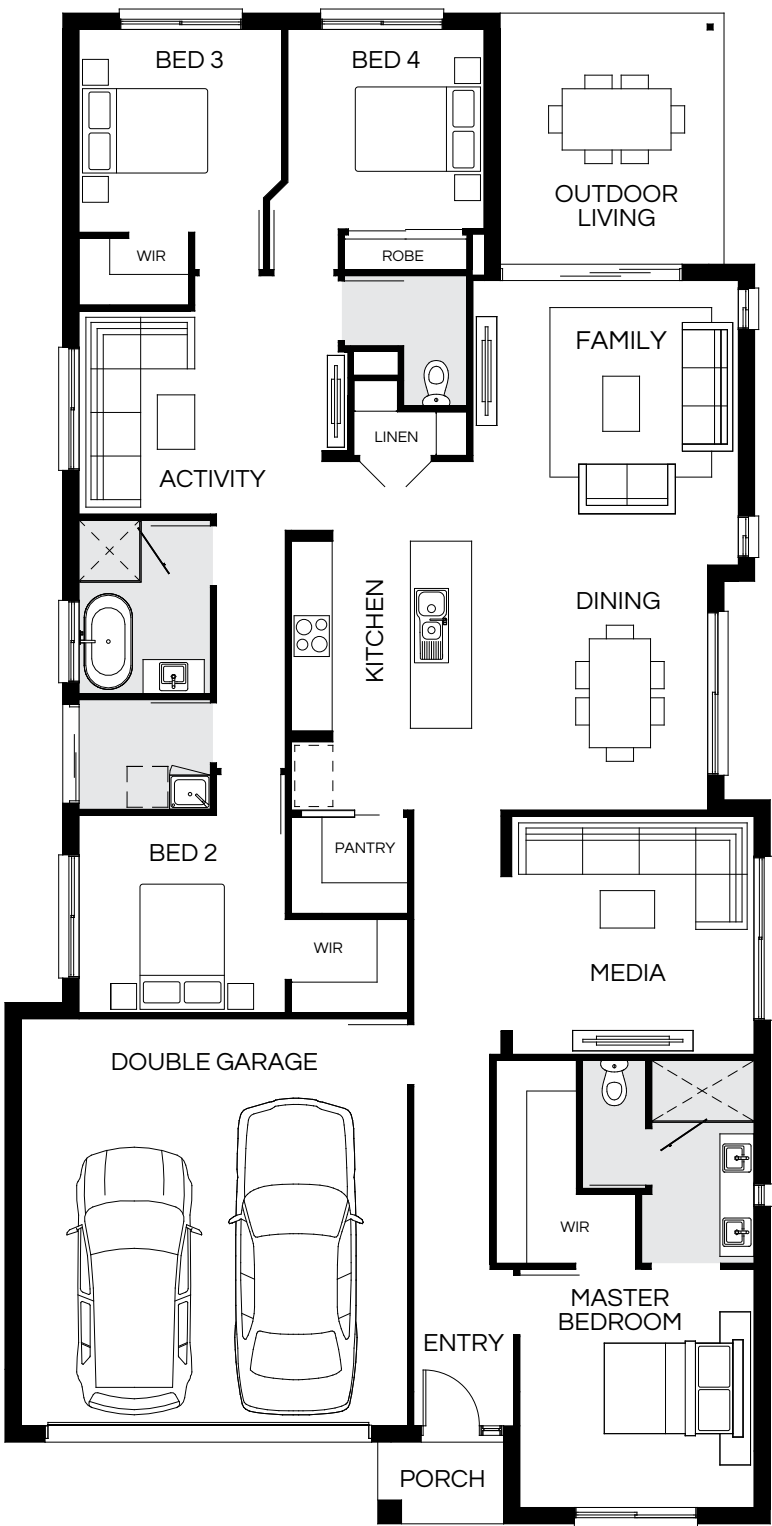 BED 3
BED 4
OUTDOOR
LIVING
WIR
ROBE
FAMILY
LINEN
ACTIVITY
KITCHEN
DINING
PANTRY
BED 2
WIR
MEDIA
DOUBLE GARAGE
WIR
MASTER
BEDROOM
ENTRY
PORCH